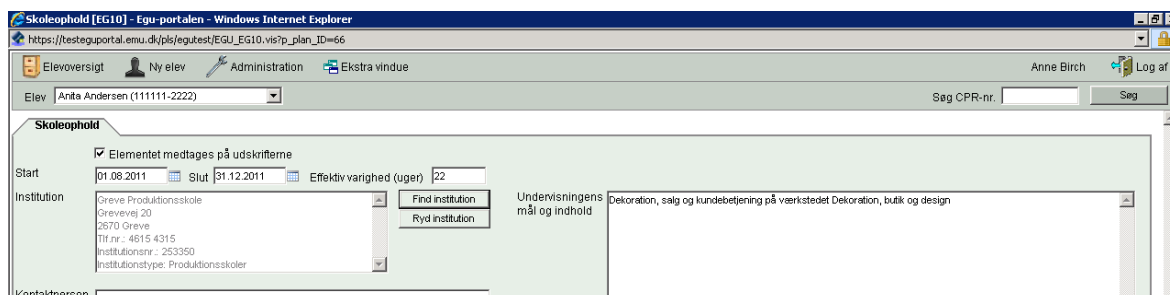 Skoleophold [EG10] - Egu-portalen - Windows Internet Explorer
https://testeguportal.emu.dk/pls/egutest/EGU_EG10.vis?p_plan_ID=66
Elevoversigt Ny elev Administration Ekstra vindue Anne Birch Log af
Elev Anita Andersen (111111-2222) Søg CPR-nr. Søg
Skoleophold
Elementet medtages på udskrifterne
Start 01.08.2011 Slut 31.12.2011 Effektiv varighed (uger) 22
Institution
Greve Produktionsskole
Grevevej 20
2670 Greve
Tlf.nr.: 4615 4315
Institutionsnr.: 253350
Institutionstype: Produktionsskoler
Find institution
Ryd institution
Undervisningens
mål og indhold
Dekoration, salg og kundebetjening på værkstedet Dekoration, butik og design
Kontaktperson